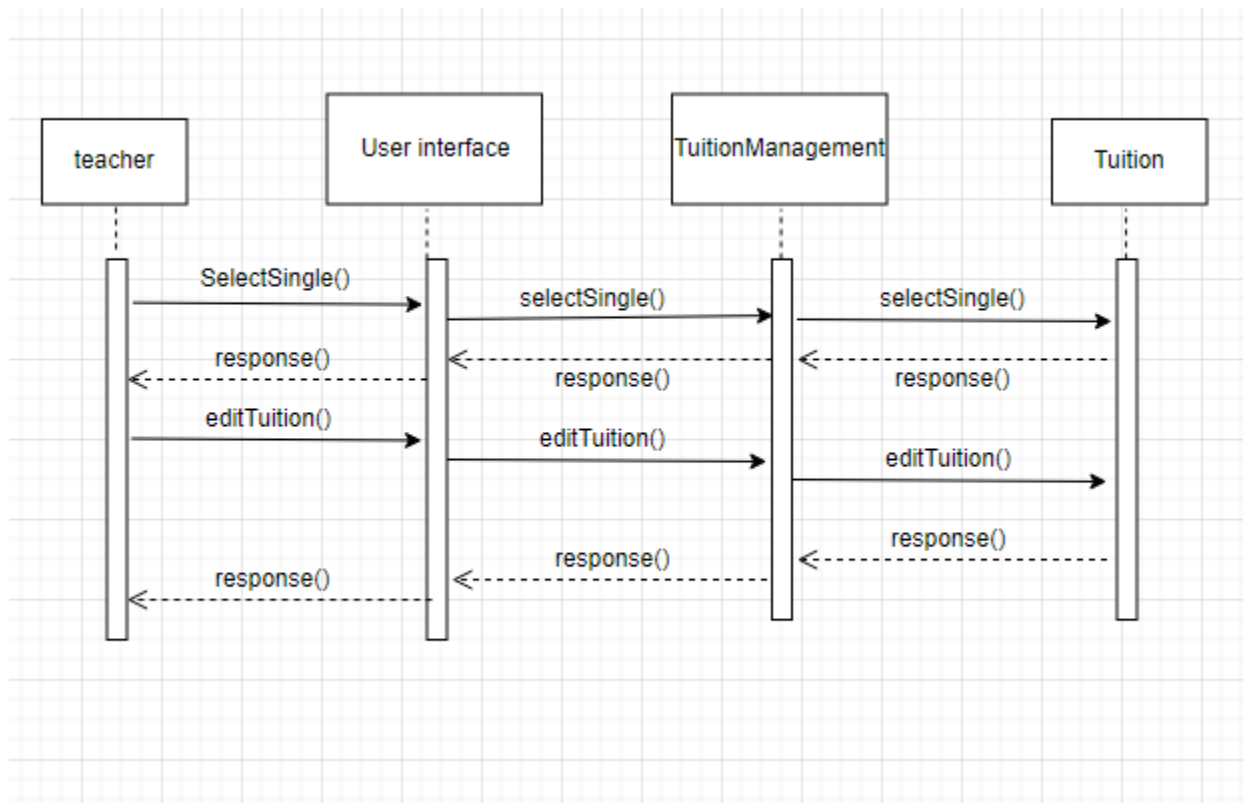 teacher
User interface
TuitionManagement
Tuition
SelectSingle()
selectSingle()
selectSingle()
response()
response()
response()
editTuition()
editTuition()
editTuition()
response()
response()
response()